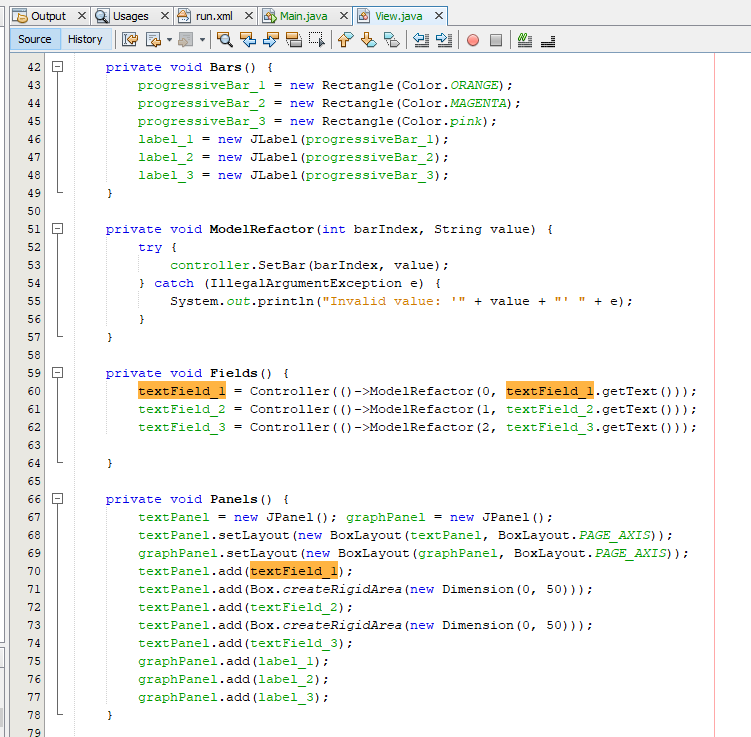 Output Usages run.xml Main.java View.java
Source History
42 private void Bars() {
43 progressiveBar_1 = new Rectangle(Color.ORANGE);
44 progressiveBar_2 = new Rectangle(Color.MAGENTA);
45 progressiveBar_3 = new Rectangle(Color.pink);
46 label_1 = new JLabel(progressiveBar_1);
47 label_2 = new JLabel(progressiveBar_2);
48 label_3 = new JLabel(progressiveBar_3);
49 }
50
51 private void ModelRefactor(int barIndex, String value) {
52 try {
53 controller.SetBar(barIndex, value);
54 } catch (IllegalArgumentException e) {
55 System.out.println("Invalid value: '" + value + "' " + e);
56 }
57 }
58
59 private void Fields() {
60 textField_1 = Controller(()->ModelRefactor(0, textField_1.getText()));
61 textField_2 = Controller(()->ModelRefactor(1, textField_2.getText()));
62 textField_3 = Controller(()->ModelRefactor(2, textField_3.getText()));
63
64 }
65
66 private void Panels() {
67 textPanel = new JPanel(); graphPanel = new JPanel();
68 textPanel.setLayout(new BoxLayout(textPanel, BoxLayout.PAGE_AXIS));
69 graphPanel.setLayout(new BoxLayout(graphPanel, BoxLayout.PAGE_AXIS));
70 textPanel.add(textField_1);
71 textPanel.add(Box.createRigidArea(new Dimension(0, 50)));
72 textPanel.add(textField_2);
73 textPanel.add(Box.createRigidArea(new Dimension(0, 50)));
74 textPanel.add(textField_3);
75 graphPanel.add(label_1);
76 graphPanel.add(label_2);
77 graphPanel.add(label_3);
78 }
79